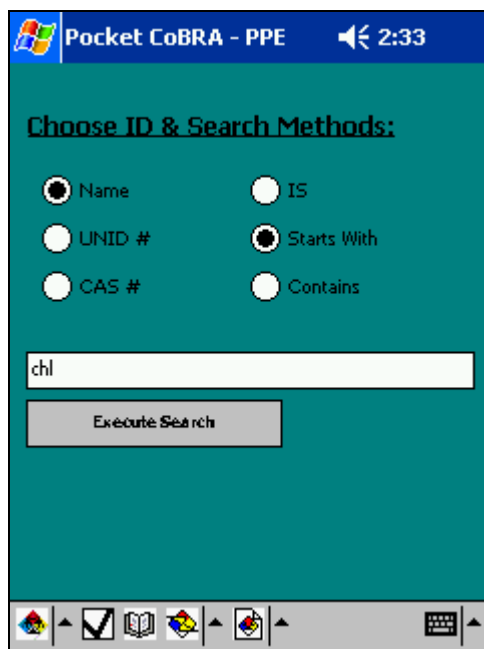 Pocket CoBRA - PPE 2:33
Choose ID & Search Methods:
Name IS
UNID # Starts With
CAS # Contains
chl
Execute Search